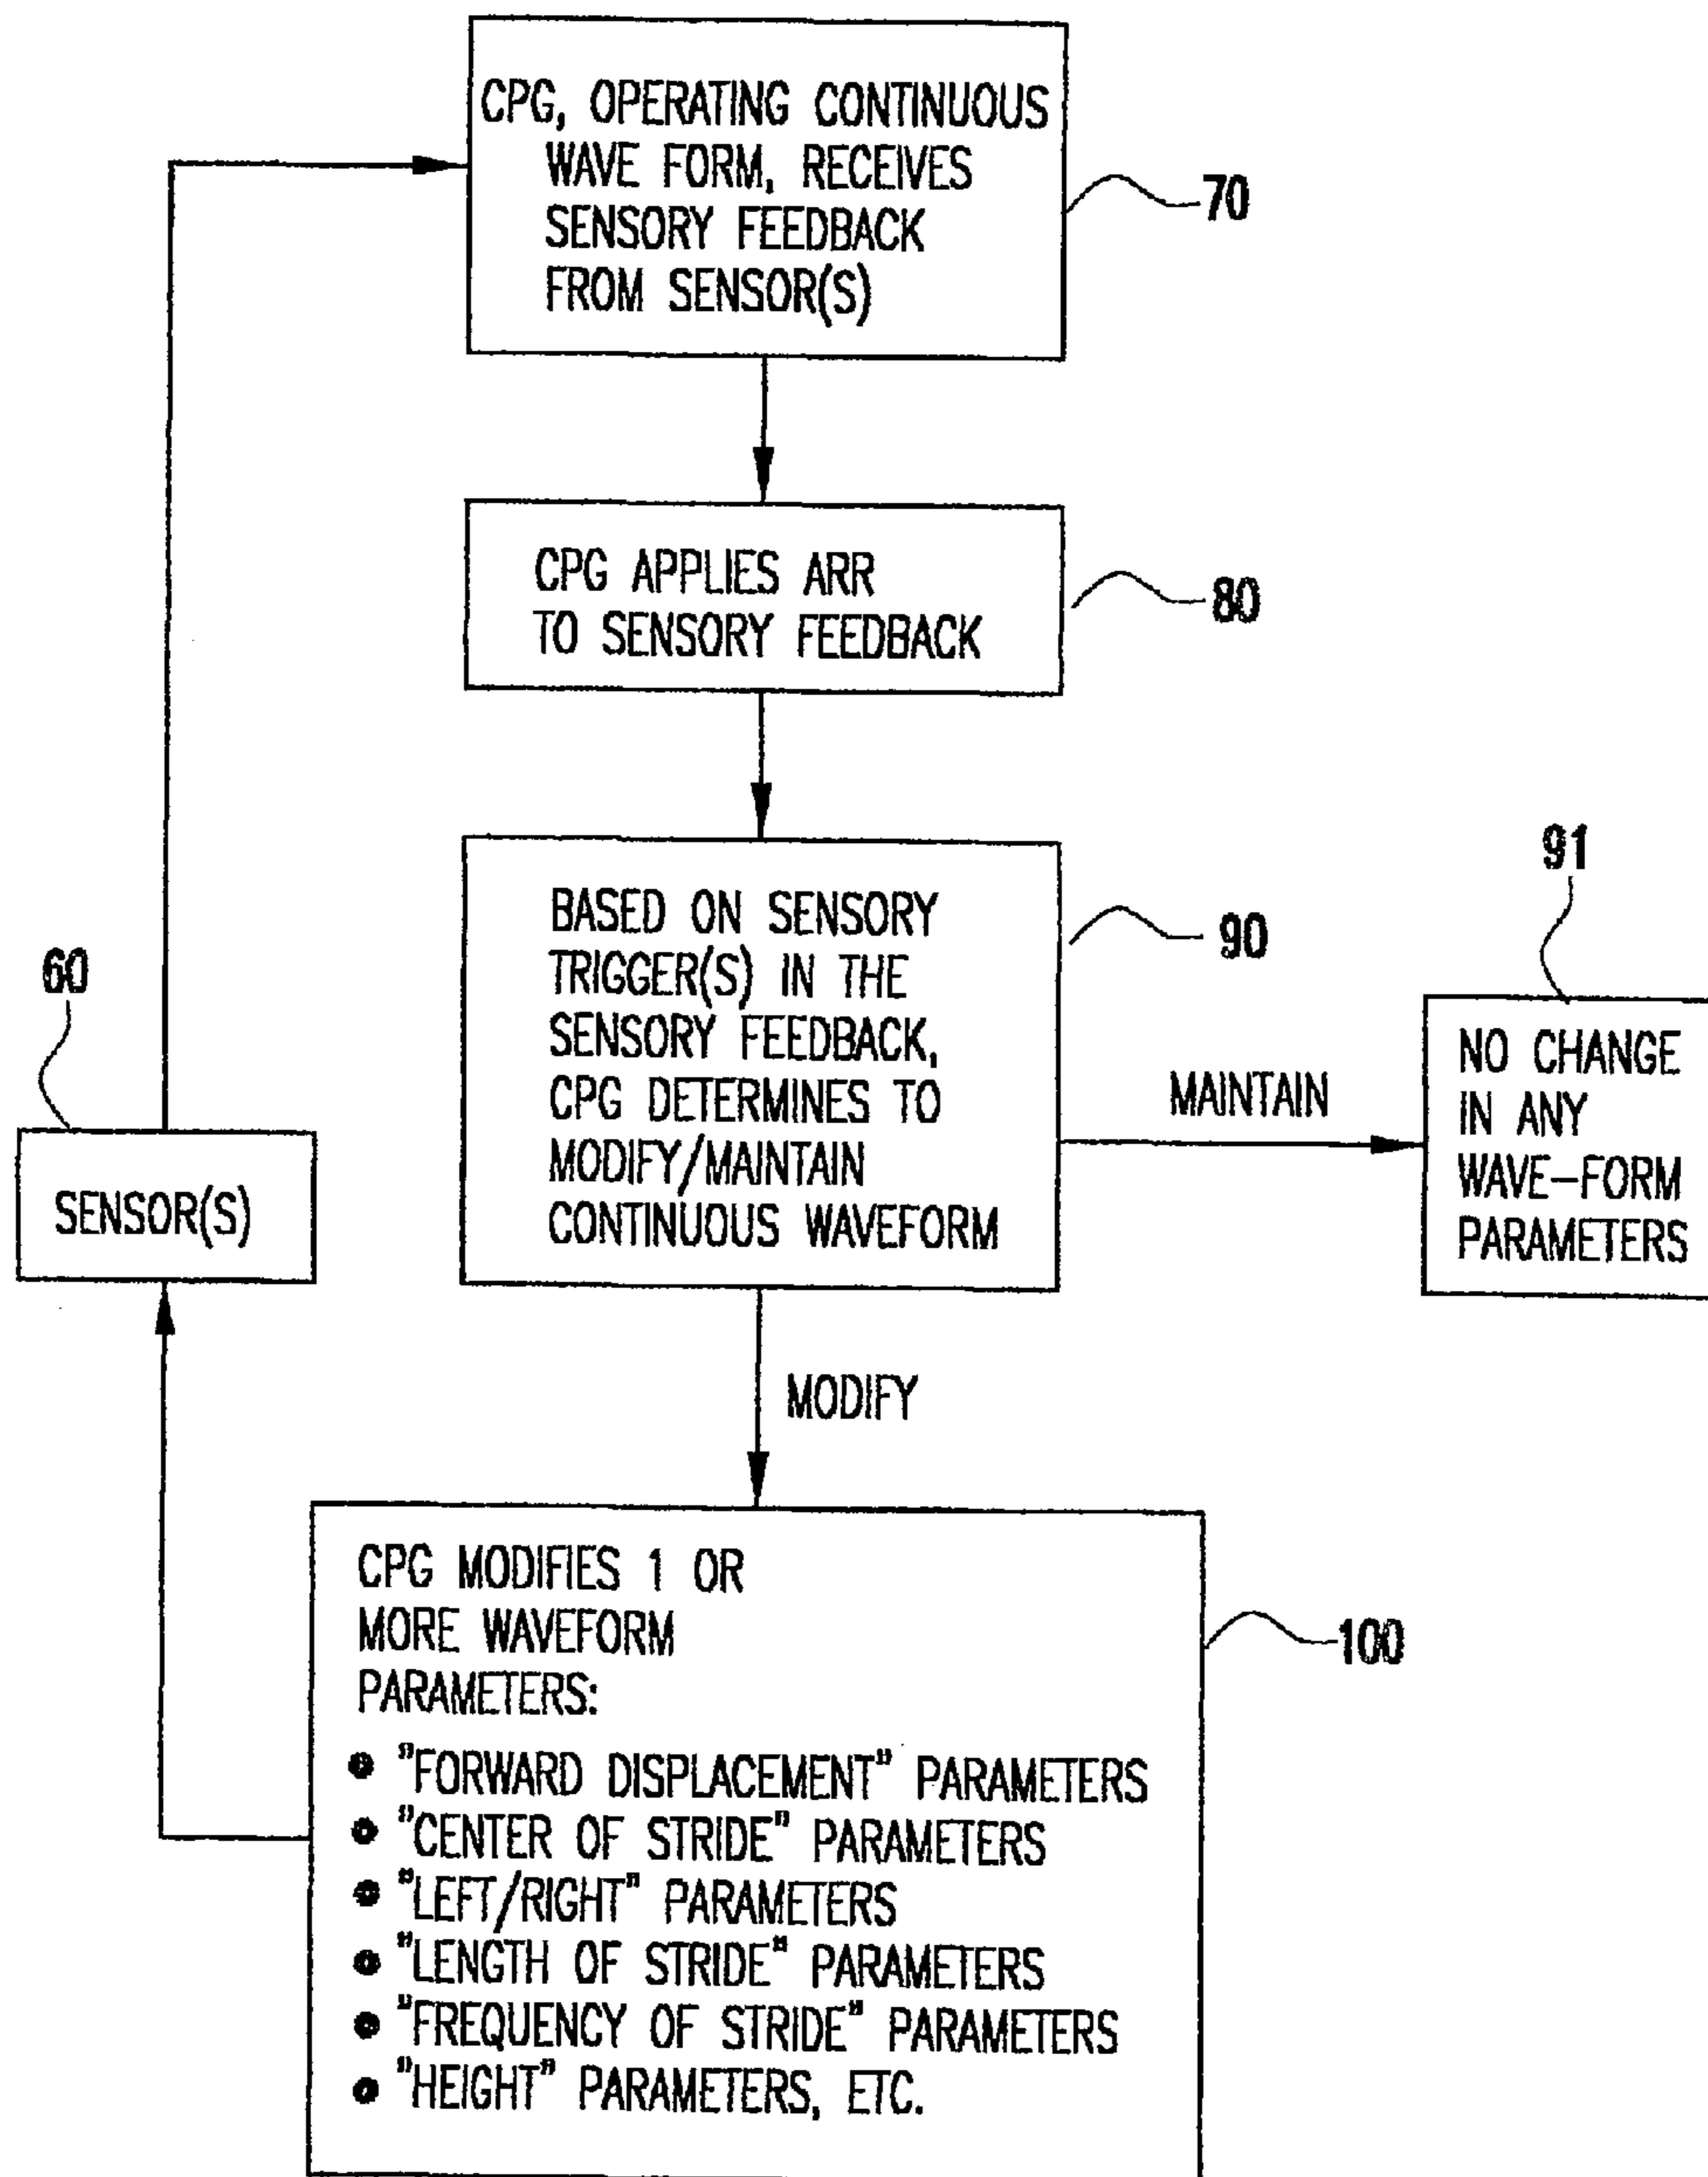 CPG, OPERATING CONTINUOUS
WAVE FORM, RECEIVES
SENSORY FEEDBACK
FROM SENSOR(S)
70
CPG APPLIES ARR
TO SENSORY FEEDBACK
80
BASED ON SENSORY
TRIGGER(S) IN THE
SENSORY FEEDBACK,
CPG DETERMINES TO
MODIFY/MAINTAIN
CONTINUOUS WAVEFORM
90
MAINTAIN
91
NO CHANGE
IN ANY
WAVE-FORM
PARAMETERS
60
SENSOR(S)
MODIFY
CPG MODIFIES 1 OR
MORE WAVEFORM
PARAMETERS:
• "FORWARD DISPLACEMENT" PARAMETERS
• "CENTER OF STRIDE" PARAMETERS
• "LEFT/RIGHT" PARAMETERS
• "LENGTH OF STRIDE" PARAMETERS
• "FREQUENCY OF STRIDE" PARAMETERS
• "HEIGHT" PARAMETERS, ETC.
100